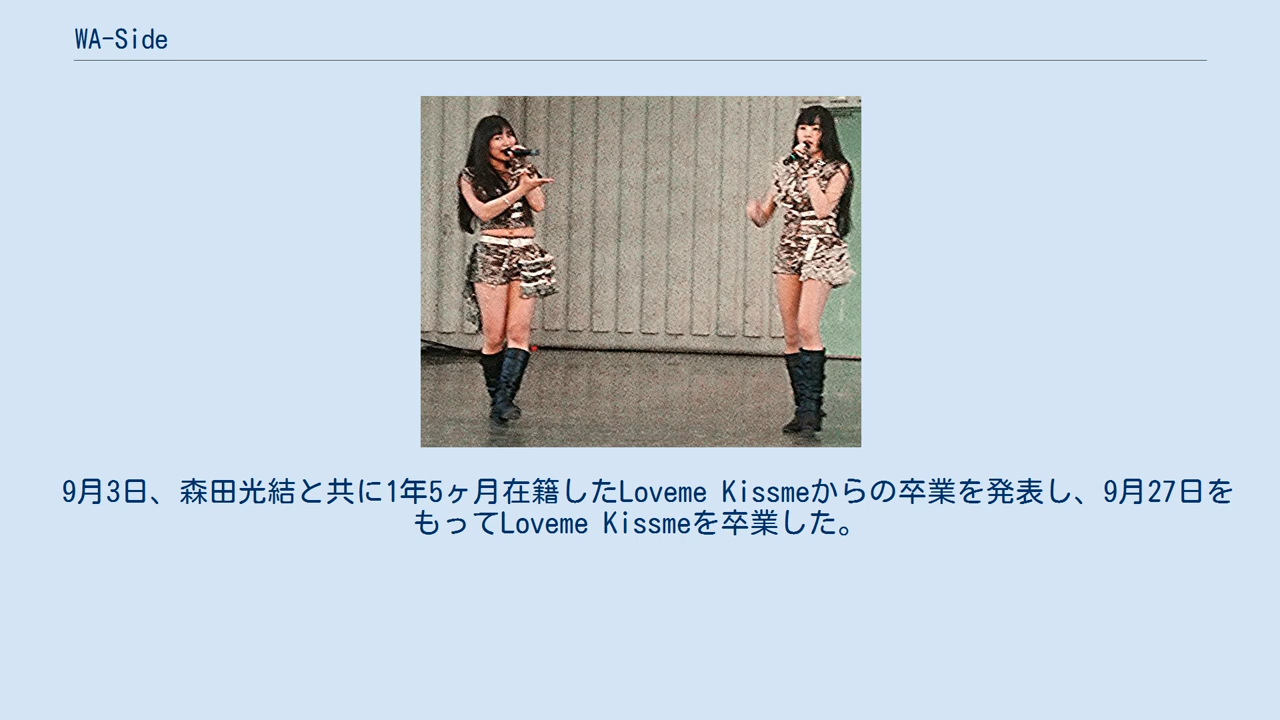 WA-Side
9月3日、森田光結と共に1年5ヶ月在籍したLoveme Kissmeからの卒業を発表し、9月27日を
もってLoveme Kissmeを卒業した。